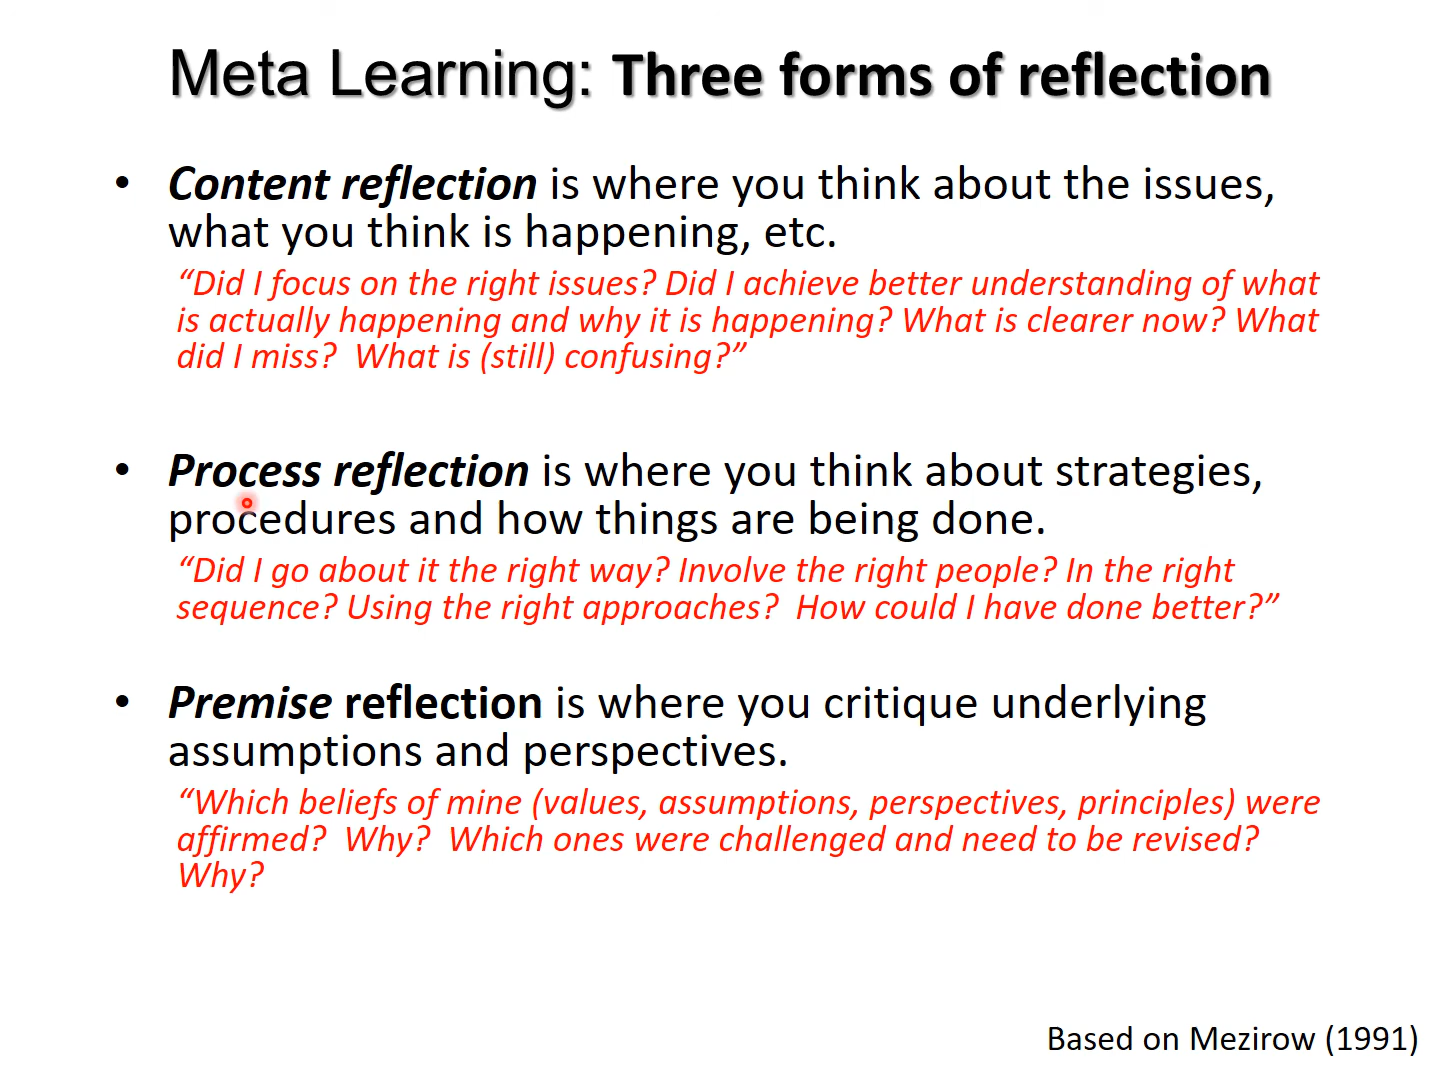 Meta Learning: Three forms of reflection
• Content reflection is where you think about the issues,
what you think is happening, etc.
“Did I focus on the right issues? Did I achieve better understanding of what
is actually happening and why it is happening? What is clearer now? What
did I miss?  What is (still) confusing?”
• Process reflection is where you think about strategies,
procedures and how things are being done.
“Did I go about it the right way? Involve the right people? In the right
sequence? Using the right approaches?  How could I have done better?”
• Premise reflection is where you critique underlying
assumptions and perspectives.
“Which beliefs of mine (values, assumptions, perspectives, principles) were
affirmed?  Why?  Which ones were challenged and need to be revised?
Why?
Based on Mezirow (1991)